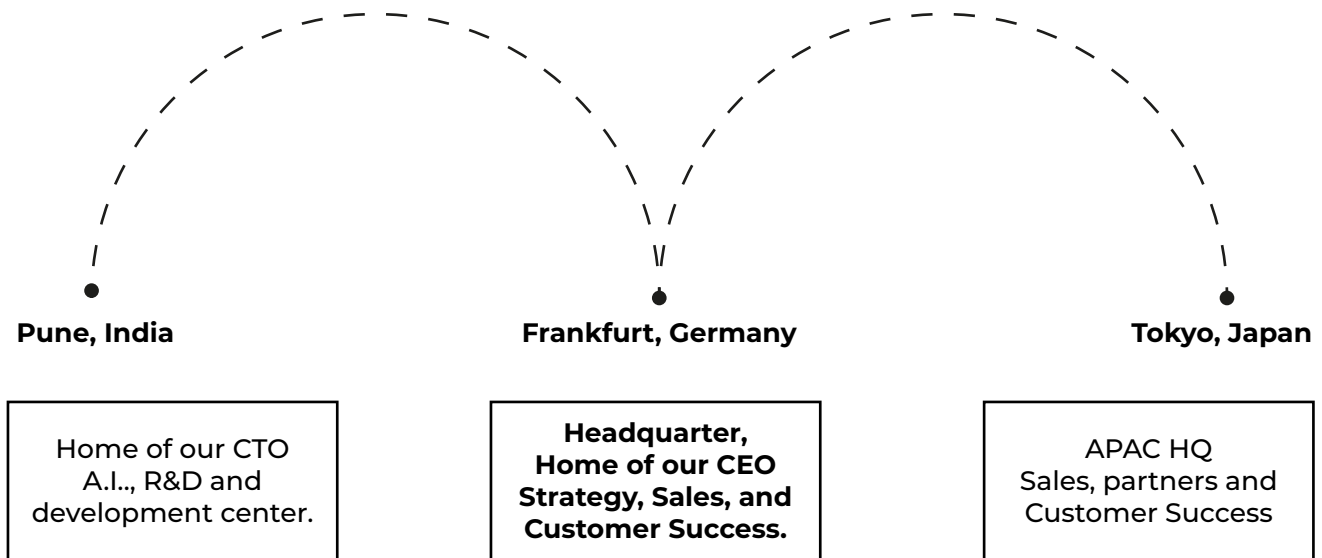 Pune, India
Frankfurt, Germany
Tokyo, Japan
Home of our CTO
A.I.., R&D and
development center.
Headquarter,
Home of our CEO
Strategy, Sales, and
Customer Success.
APAC HQ
Sales, partners and
Customer Success